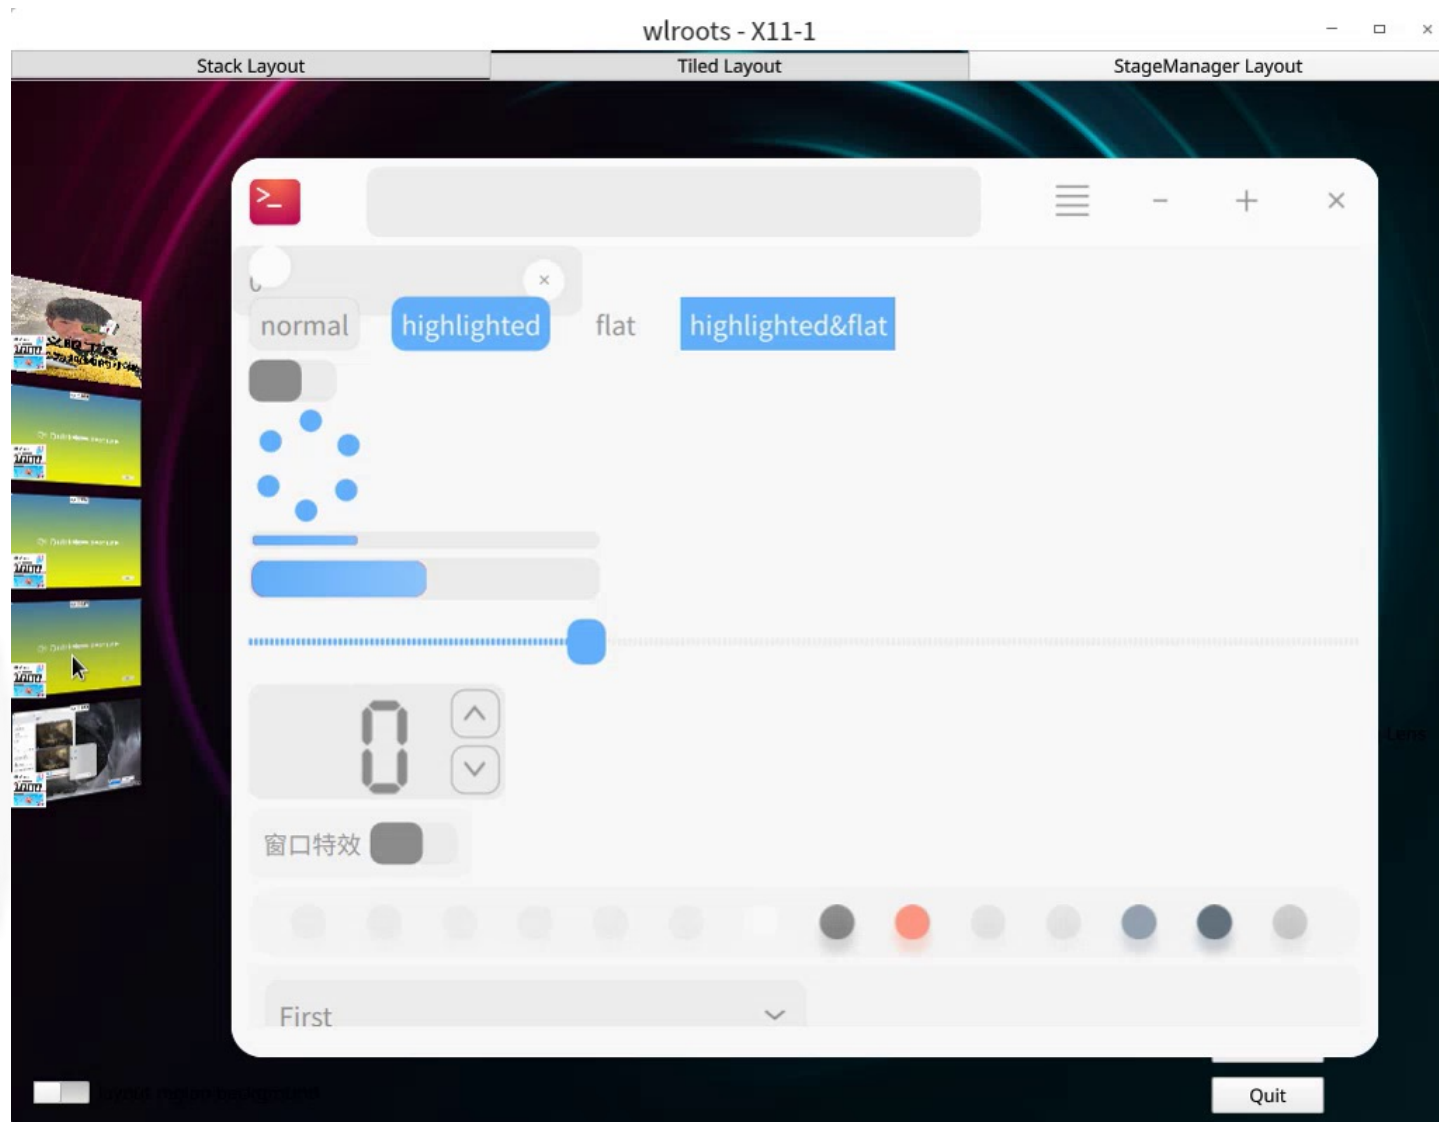 wlroots - X11-1
Stack Layout
Tiled Layout
StageManager Layout
normal
highlighted
flat
highlighted&flat
0
窗口特效
First
Lens
Quit